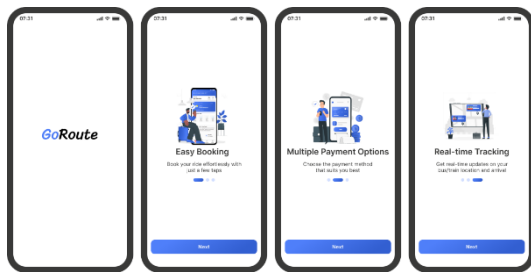 07:31
GoRoute
07:31
Easy Booking
Book your ride effortlessly with
just a few taps
Next
07:31
Multiple Payment Options
Choose the payment method
that suits you best
Next
07:31
Real-time Tracking
Get real-time updates on your
bus/train location and arrival
Next